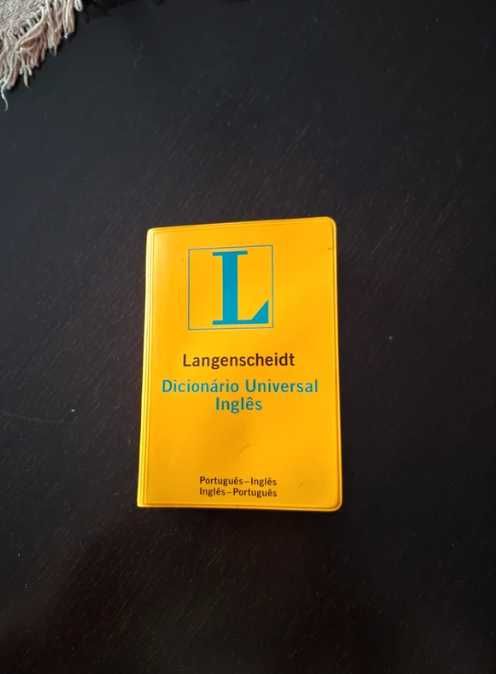 L
Langenscheidt
Dicionário Universal
Inglês
Português–Inglês
Inglês–Português